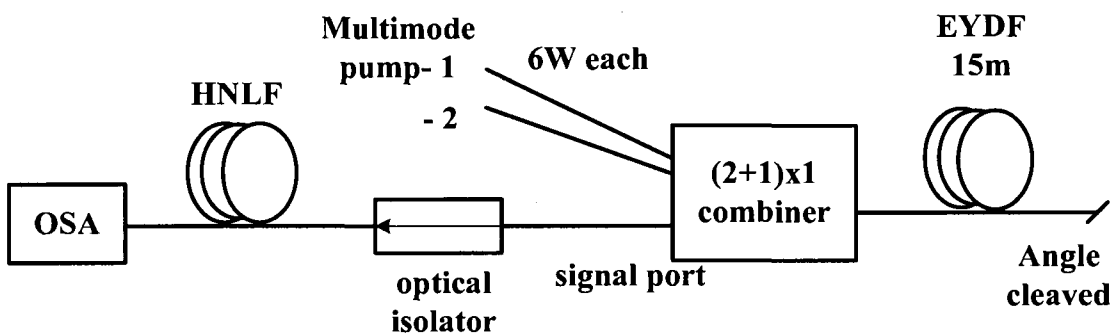 Multimode
pump- 1
- 2
6W each
EYDF
15m
HNLF
(2+1)x1
combiner
OSA
optical
isolator
signal port
Angle
cleaved